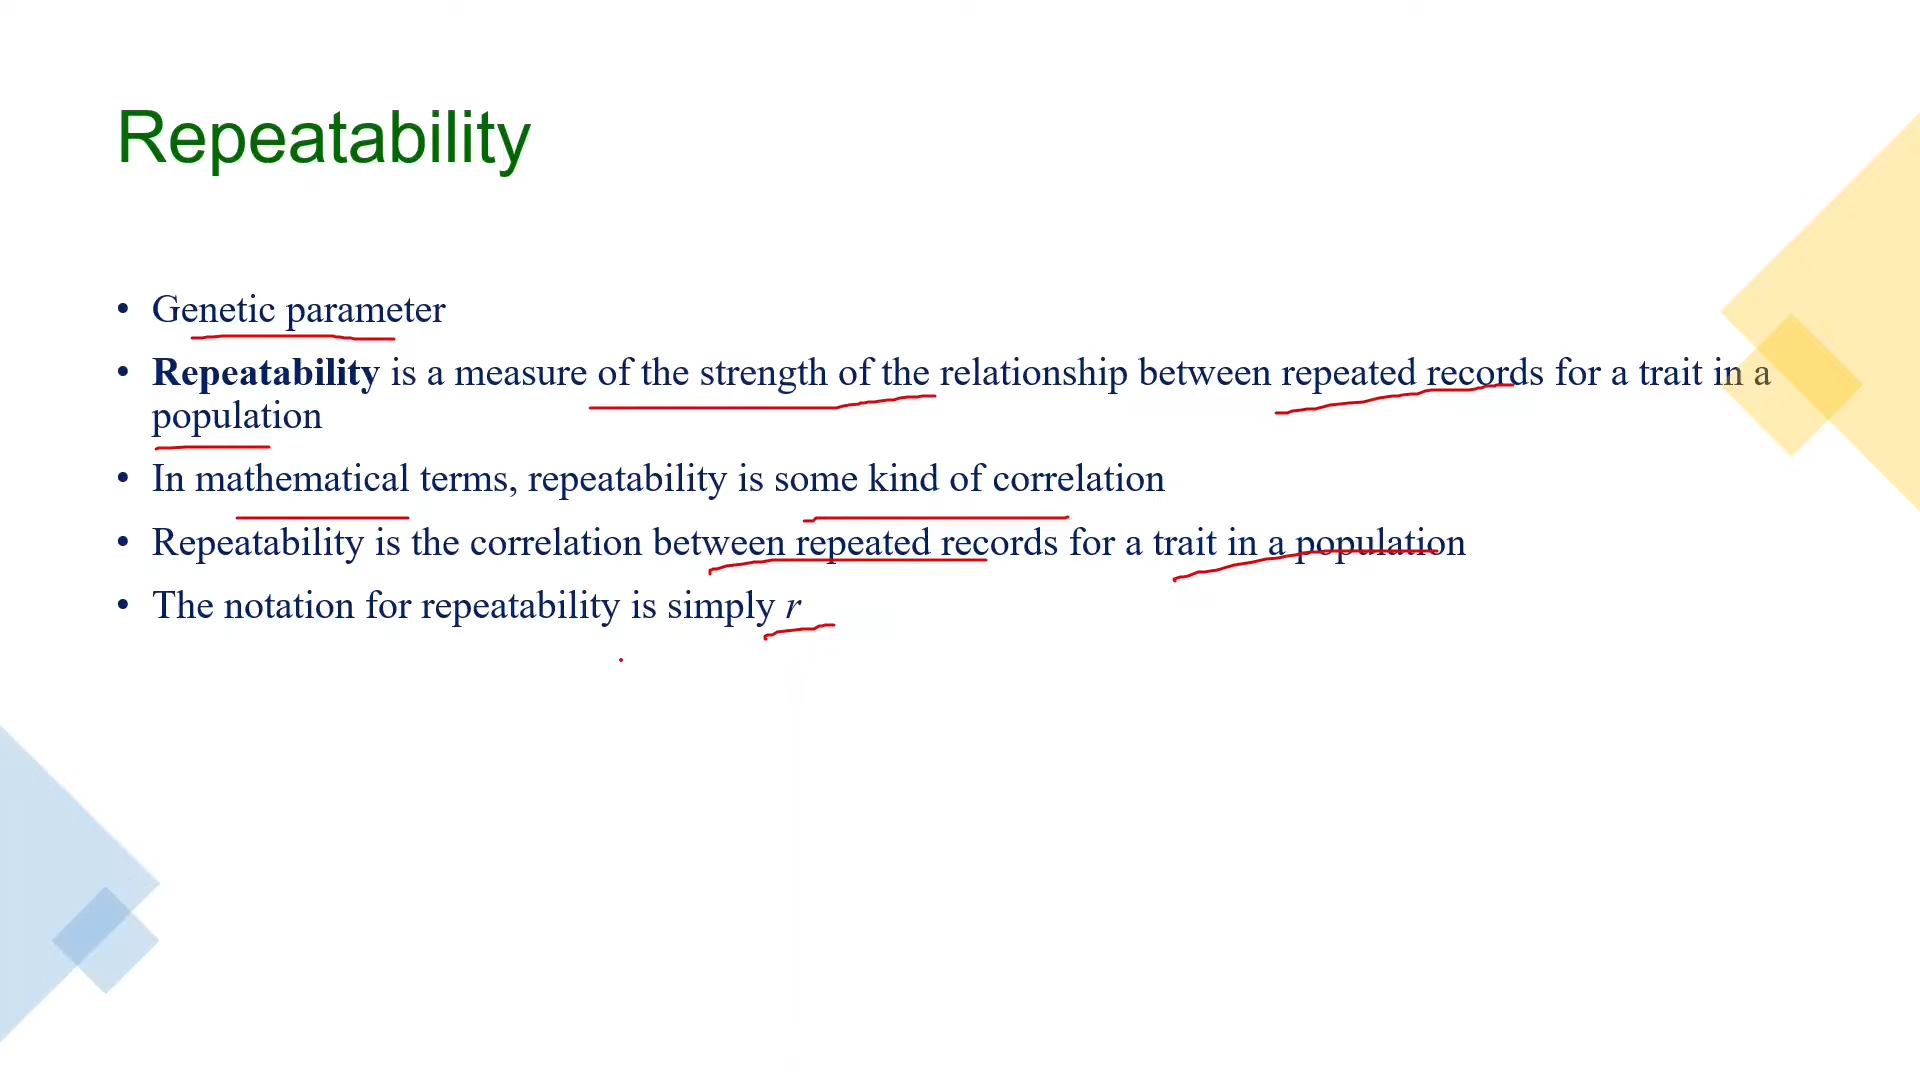 Repeatability
• Genetic parameter
• Repeatability is a measure of the strength of the relationship between repeated records for a trait in a
population
• In mathematical terms, repeatability is some kind of correlation
• Repeatability is the correlation between repeated records for a trait in a population
• The notation for repeatability is simply r